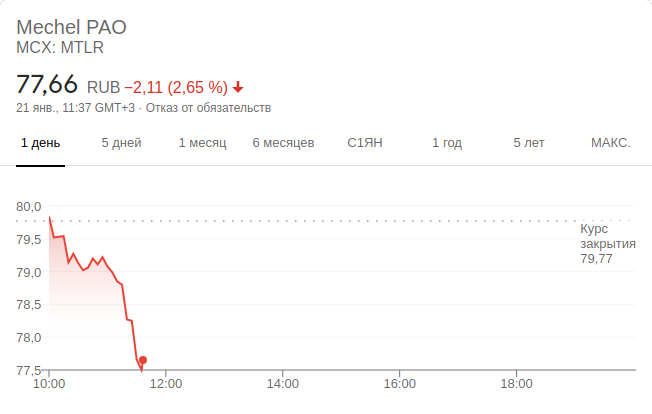 Mechel PAO
MCX: MTLR
77,66 RUB −2,11 (2,65 %)
21 янв., 11:37 GMT+3 · Отказ от обязательств
1 день 5 дней 1 месяц 6 месяцев С1ЯН 1 год 5 лет МАКС.
80,0
Курс
79,5 закрытия
79,77
79,0
78,5
78,0
77,5
10:00 12:00 14:00 16:00 18:00